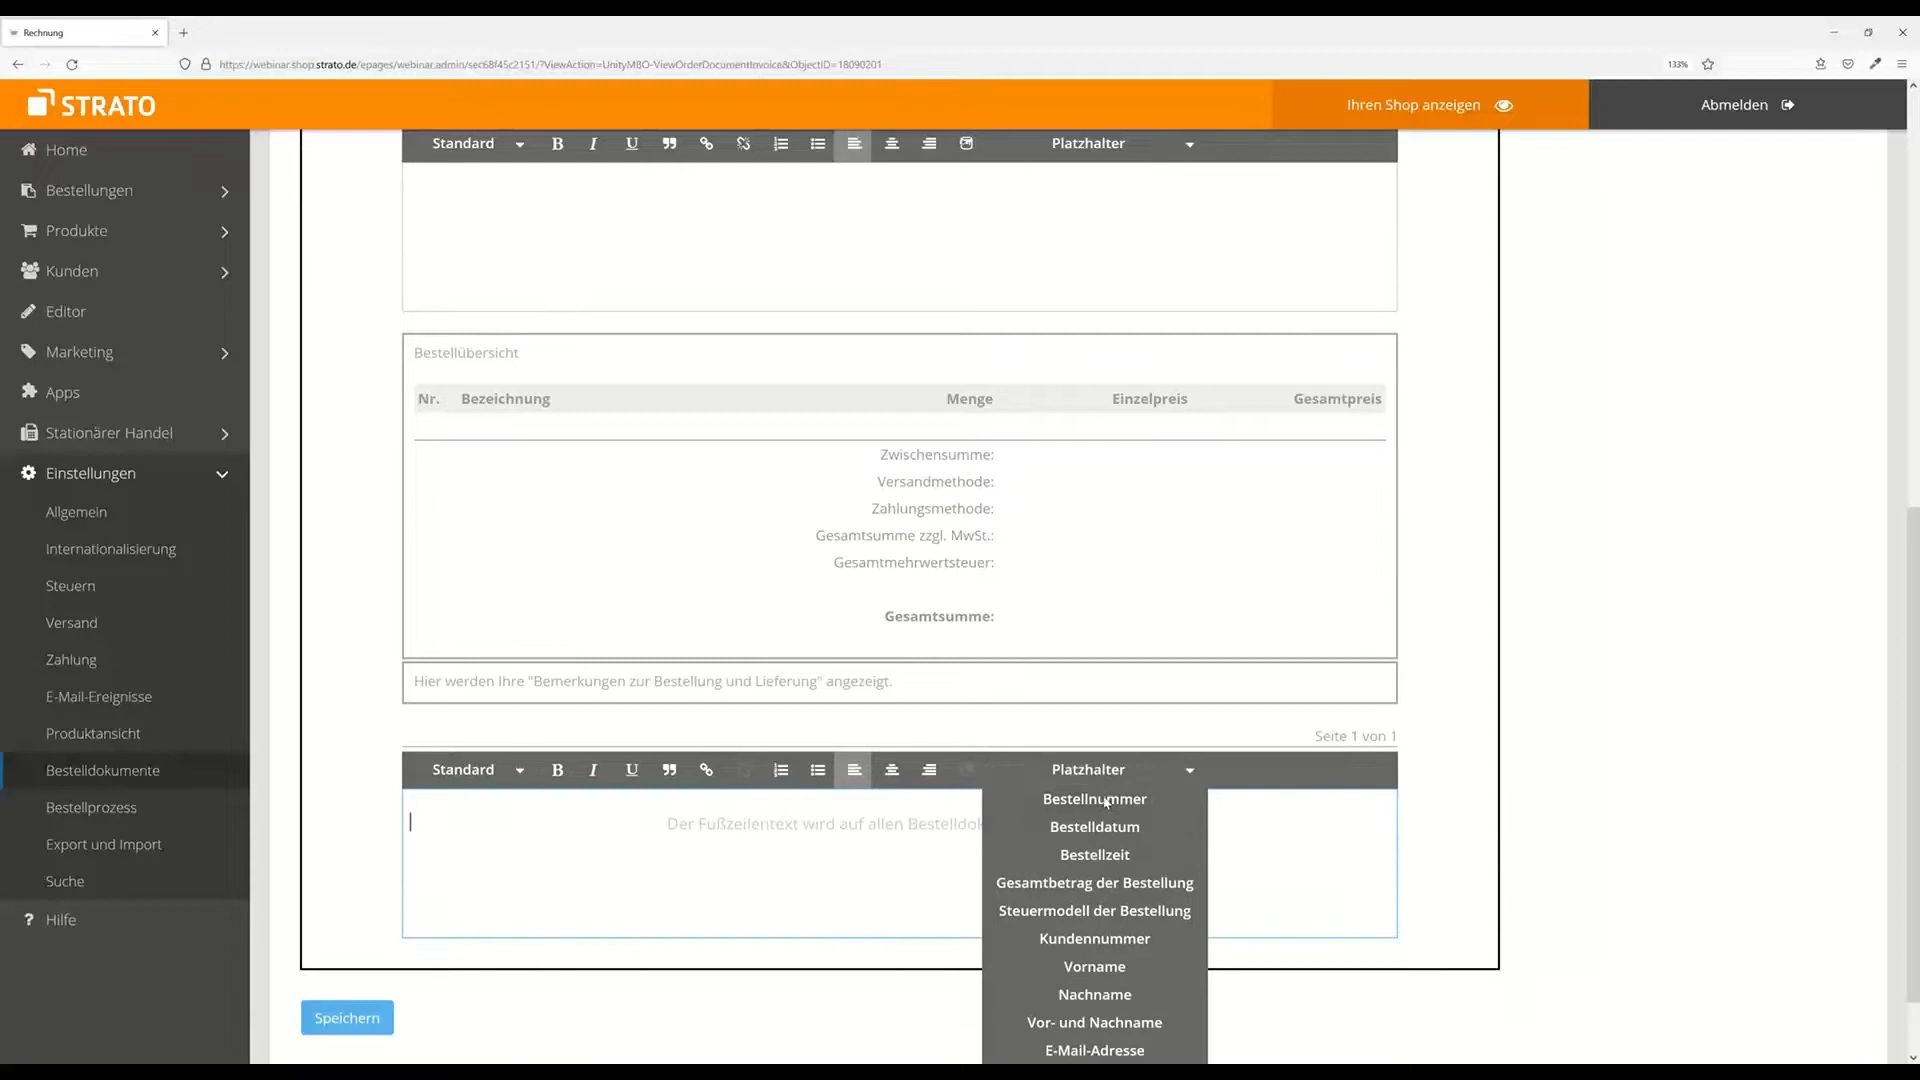 Rechnung
https://webinar.shop.strato.de/epages/webinar.admin/sec68f45c2151/?ViewAction=UnityMBO-ViewOrderDocumentInvoice&ObjectID=18090201
133%
STRATO
Ihren Shop anzeigen
Abmelden
Home
Bestellungen
Produkte
Kunden
Editor
Marketing
Apps
Stationärer Handel
Einstellungen
Allgemein
Internationalisierung
Steuern
Versand
Zahlung
E-Mail-Ereignisse
Produktansicht
Bestelldokumente
Bestellprozess
Export und Import
Suche
? Hilfe
Standard B I U Platzhalter
Bestellübersicht
Nr. Bezeichnung Menge Einzelpreis Gesamtpreis
Zwischensumme:
Versandmethode:
Zahlungsmethode:
Gesamtsumme zzgl. MwSt.:
Gesamtmehrwertsteuer:
Gesamtsumme:
Hier werden Ihre "Bemerkungen zur Bestellung und Lieferung" angezeigt.
Seite 1 von 1
Standard B I U Platzhalter
Der Fußzeilentext wird auf allen Bestelldok
Bestellnummer
Bestelldatum
Bestellzeit
Gesamtbetrag der Bestellung
Steuermodell der Bestellung
Kundennummer
Vorname
Nachname
Vor- und Nachname
E-Mail-Adresse
Speichern